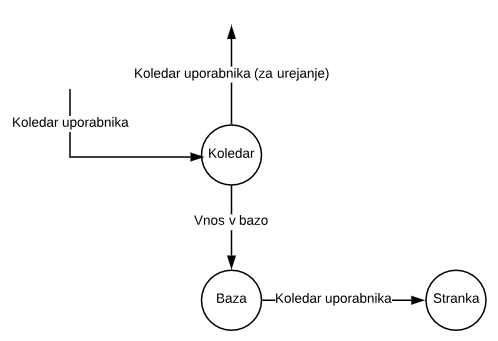 Koledar uporabnika (za urejanje)
Koledar uporabnika
Koledar
Vnos v bazo
Baza
Koledar uporabnika
Stranka